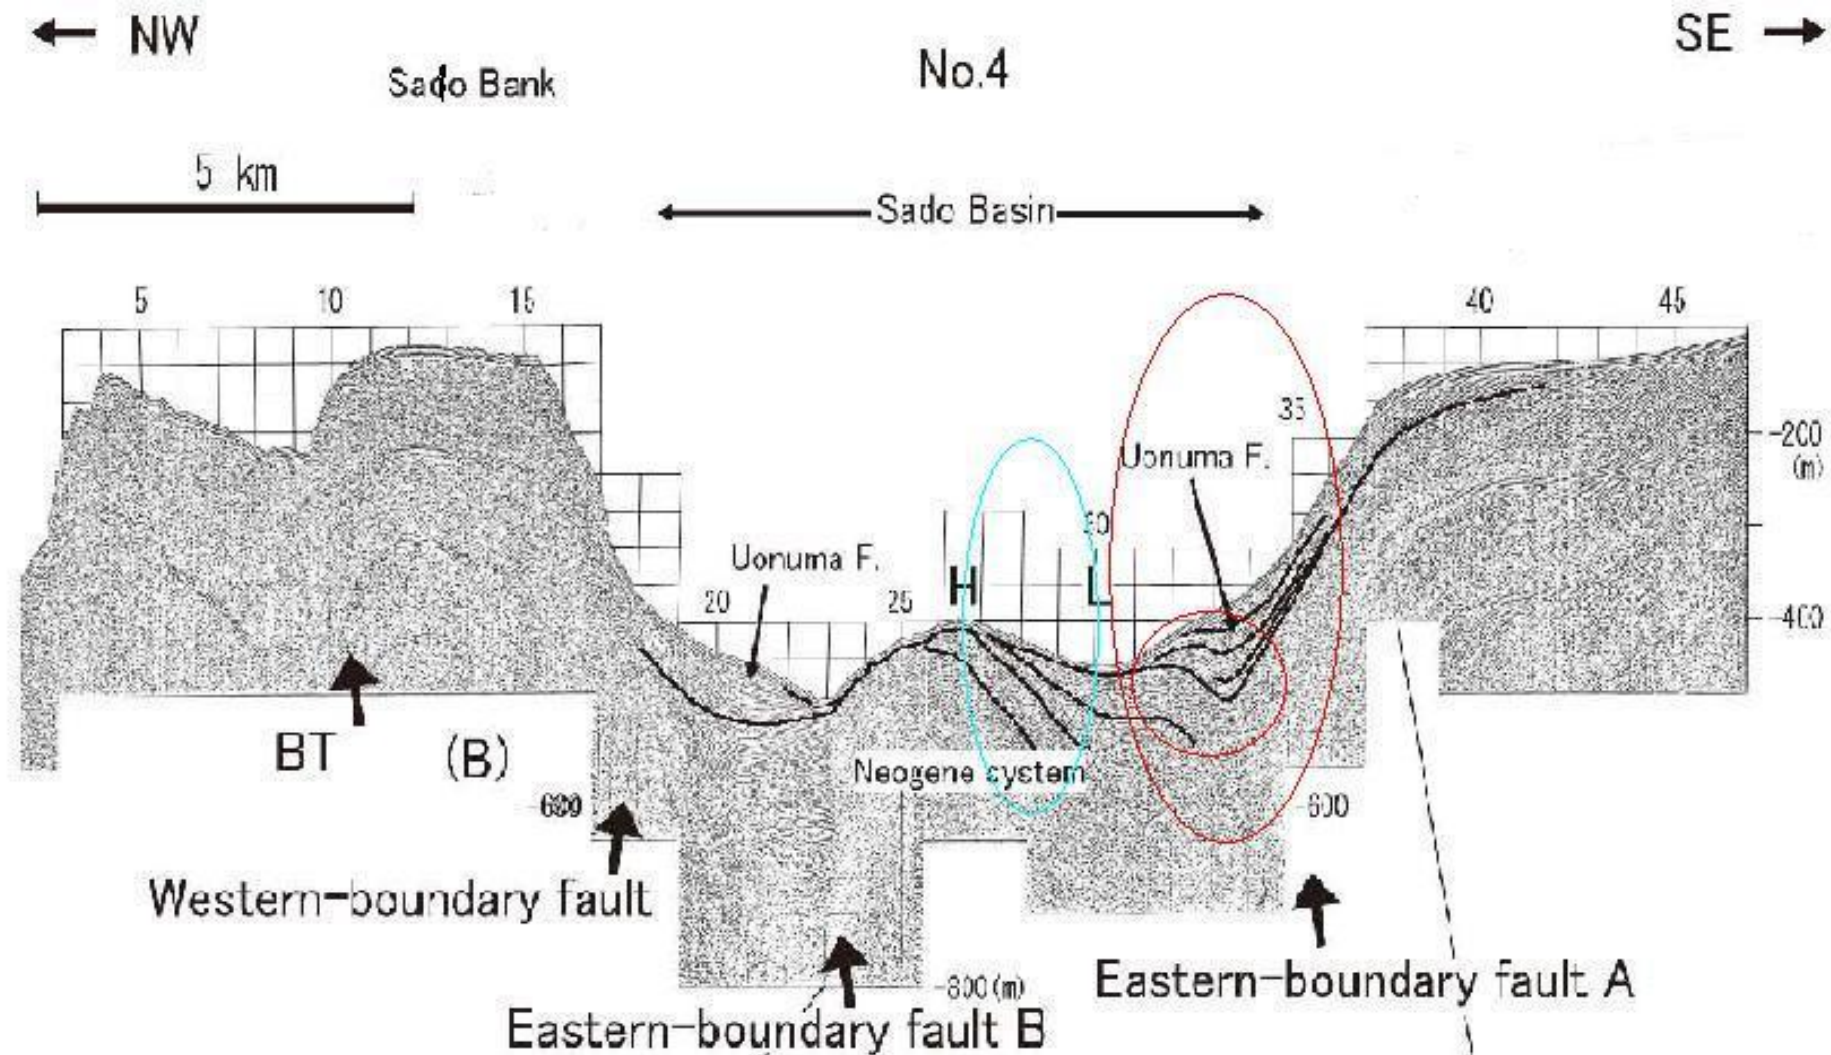 NW
SE
Sado Bank
No.4
5 km
Sado Basin
5
10
15
40
45
35
-200
(m)
Uonuma F.
30
Uonuma F.
H
L
20
25
-400
BT
(B)
Neogene system
-600
-600
Western-boundary fault
Eastern-boundary fault A
-800(m)
Eastern-boundary fault B